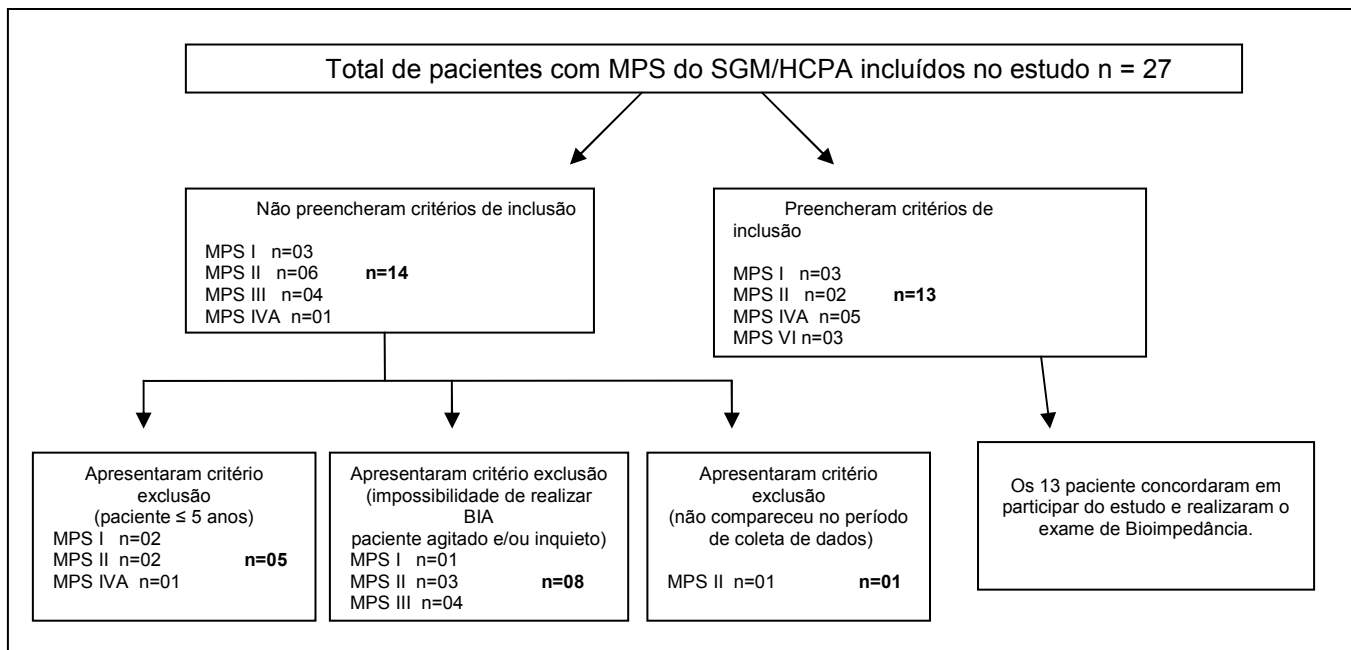 Total de pacientes com MPS do SGM/HCPA incluídos no estudo n = 27
Não preencheram critérios de inclusão
MPS I n=03
MPS II n=06 n=14
MPS III n=04
MPS IVA n=01
Preencheram critérios de
inclusão
MPS I n=03
MPS II n=02 n=13
MPS IVA n=05
MPS VI n=03
Apresentaram critério
exclusão
(paciente ≤ 5 anos)
MPS I n=02
MPS II n=02 n=05
MPS IVA n=01
Apresentaram critério exclusão
(impossibilidade de realizar
BIA
paciente agitado e/ou inquieto)
MPS I n=01
MPS II n=03 n=08
MPS III n=04
Apresentaram critério
exclusão
(não compareceu no período
de coleta de dados)
MPS II n=01 n=01
Os 13 paciente concordaram em
participar do estudo e realizaram o
exame de Bioimpedância.